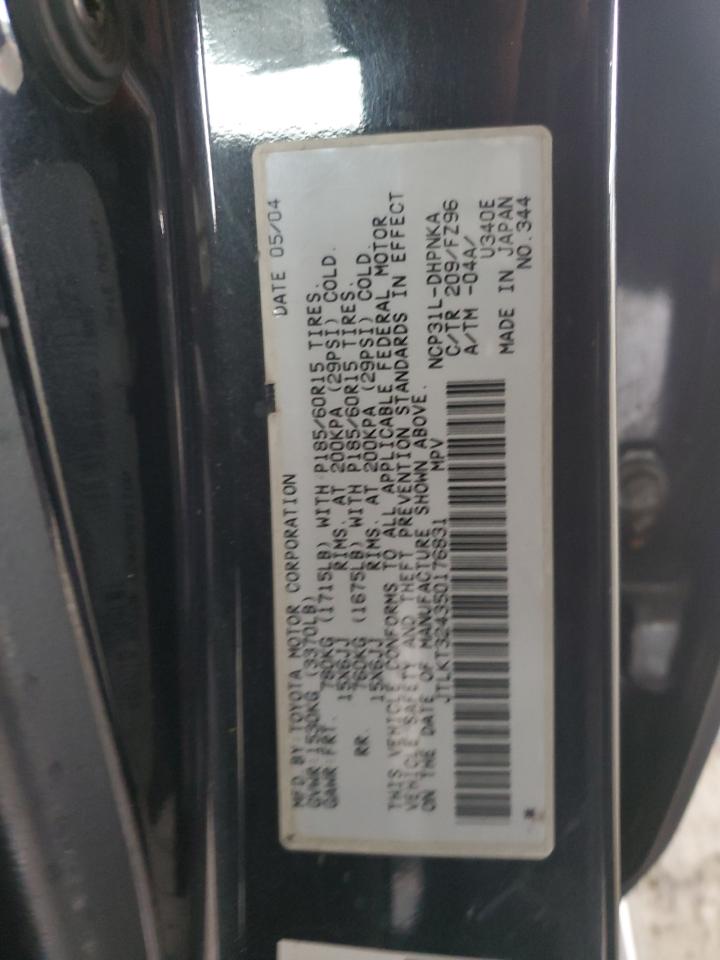 DATE 05/04
MFD BY:TOYOTA MOTOR CORPORATION
GVWR:1530KG (3370LB)
GAWR:FRT. 780KG (1715LB) WITH P185/60R15 TIRES.
15X6JJ RIMS. AT 200KPA (29PSI) COLD.
RR. 760KG (1675LB) WITH P185/60R15 TIRES.
15X6JJ RIMS. AT 200KPA (29PSI) COLD.
THIS VEHICLE CONFORMS TO ALL APPLICABLE FEDERAL MOTOR
VEHICLE SAFETY AND THEFT PREVENTION STANDARDS IN EFFECT
ON THE DATE OF MANUFACTURE SHOWN ABOVE.
JTLKT324350176831 MPV
NCP31L-DHPNKA
C/TR 209/FZ96
A/TM -04A/
U340E
MADE IN JAPAN
NO.344